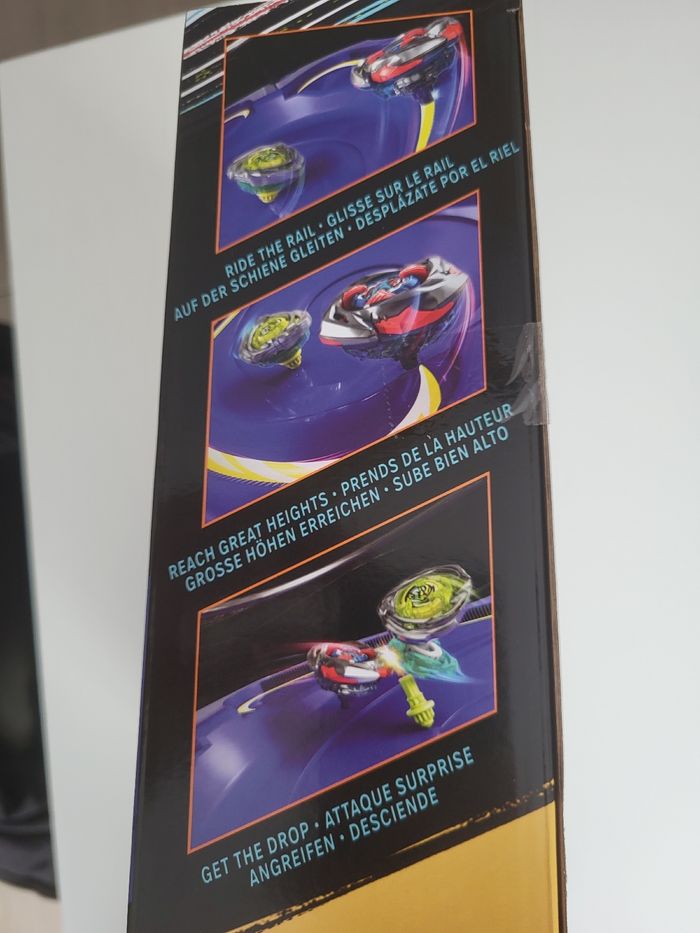 RIDE THE RAIL • GLISSE SUR LE RAIL
AUF DER SCHIENE GLEITEN • DESPLÁZATE POR EL RIEL
REACH GREAT HEIGHTS • PRENDS DE LA HAUTEUR
GROSSE HÖHEN ERREICHEN • SUBE BIEN ALTO
GET THE DROP • ATTAQUE SURPRISE
ANGREIFEN • DESCIENDE